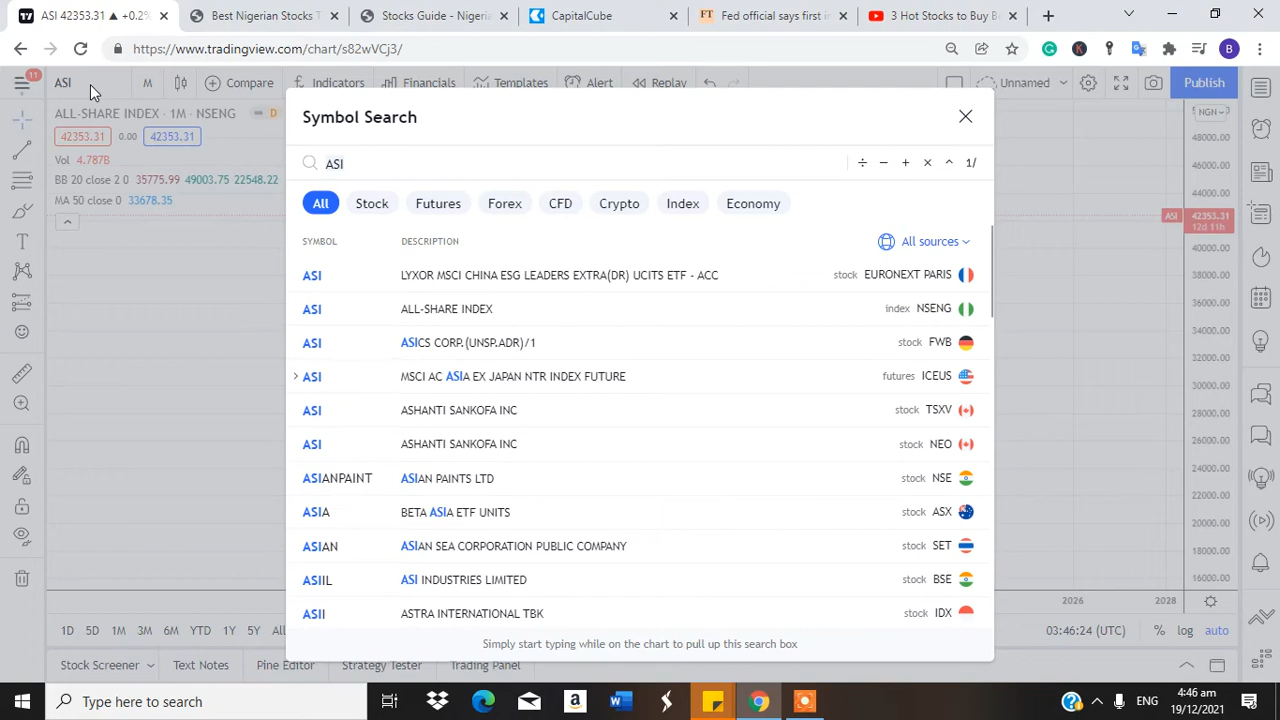 ASI 42353.31 ▲ +0.2%
Best Nigerian Stocks T
Stocks Guide - Nigeria
CapitalCube
FT Fed official says first in
3 Hot Stocks to Buy B
https://www.tradingview.com/chart/s82wVCj3/
B
11
ASI
M
Compare
Indicators
Financials
Templates
Alert
Replay
Unnamed
Publish
ALL-SHARE INDEX · 1M · NSENG
D
NGN
42353.31 0.00 42353.31
Vol 4.787B
BB 20 close 2 0 35775.99 49003.75 22548.22
MA 50 close 0 33678.35
Symbol Search
ASI
÷ − + × ^ 1/
All Stock Futures Forex CFD Crypto Index Economy
SYMBOL DESCRIPTION All sources
ASI LYXOR MSCI CHINA ESG LEADERS EXTRA(DR) UCITS ETF - ACC stock EURONEXT PARIS
ASI ALL-SHARE INDEX index NSENG
ASI ASICS CORP.(UNSP.ADR)/1 stock FWB
ASI MSCI AC ASIA EX JAPAN NTR INDEX FUTURE futures ICEUS
ASI ASHANTI SANKOFA INC stock TSXV
ASI ASHANTI SANKOFA INC stock NEO
ASIANPAINT ASIAN PAINTS LTD stock NSE
ASIA BETA ASIA ETF UNITS stock ASX
ASIAN ASIAN SEA CORPORATION PUBLIC COMPANY stock SET
ASIIL ASI INDUSTRIES LIMITED stock BSE
ASII ASTRA INTERNATIONAL TBK stock IDX
Simply start typing while on the chart to pull up this search box
48000.00
44000.00
ASI 42353.31
12d 11h
40000.00
38000.00
36000.00
34000.00
32000.00
30000.00
28000.00
26000.00
24000.00
22000.00
20000.00
18000.00
16000.00
2026 2028
1D 5D 1M 3M 6M YTD 1Y 5Y All
03:46:24 (UTC) % log auto
Stock Screener
Text Notes
Pine Editor
Strategy Tester
Trading Panel
Type here to search
ENG
4:46 am
19/12/2021